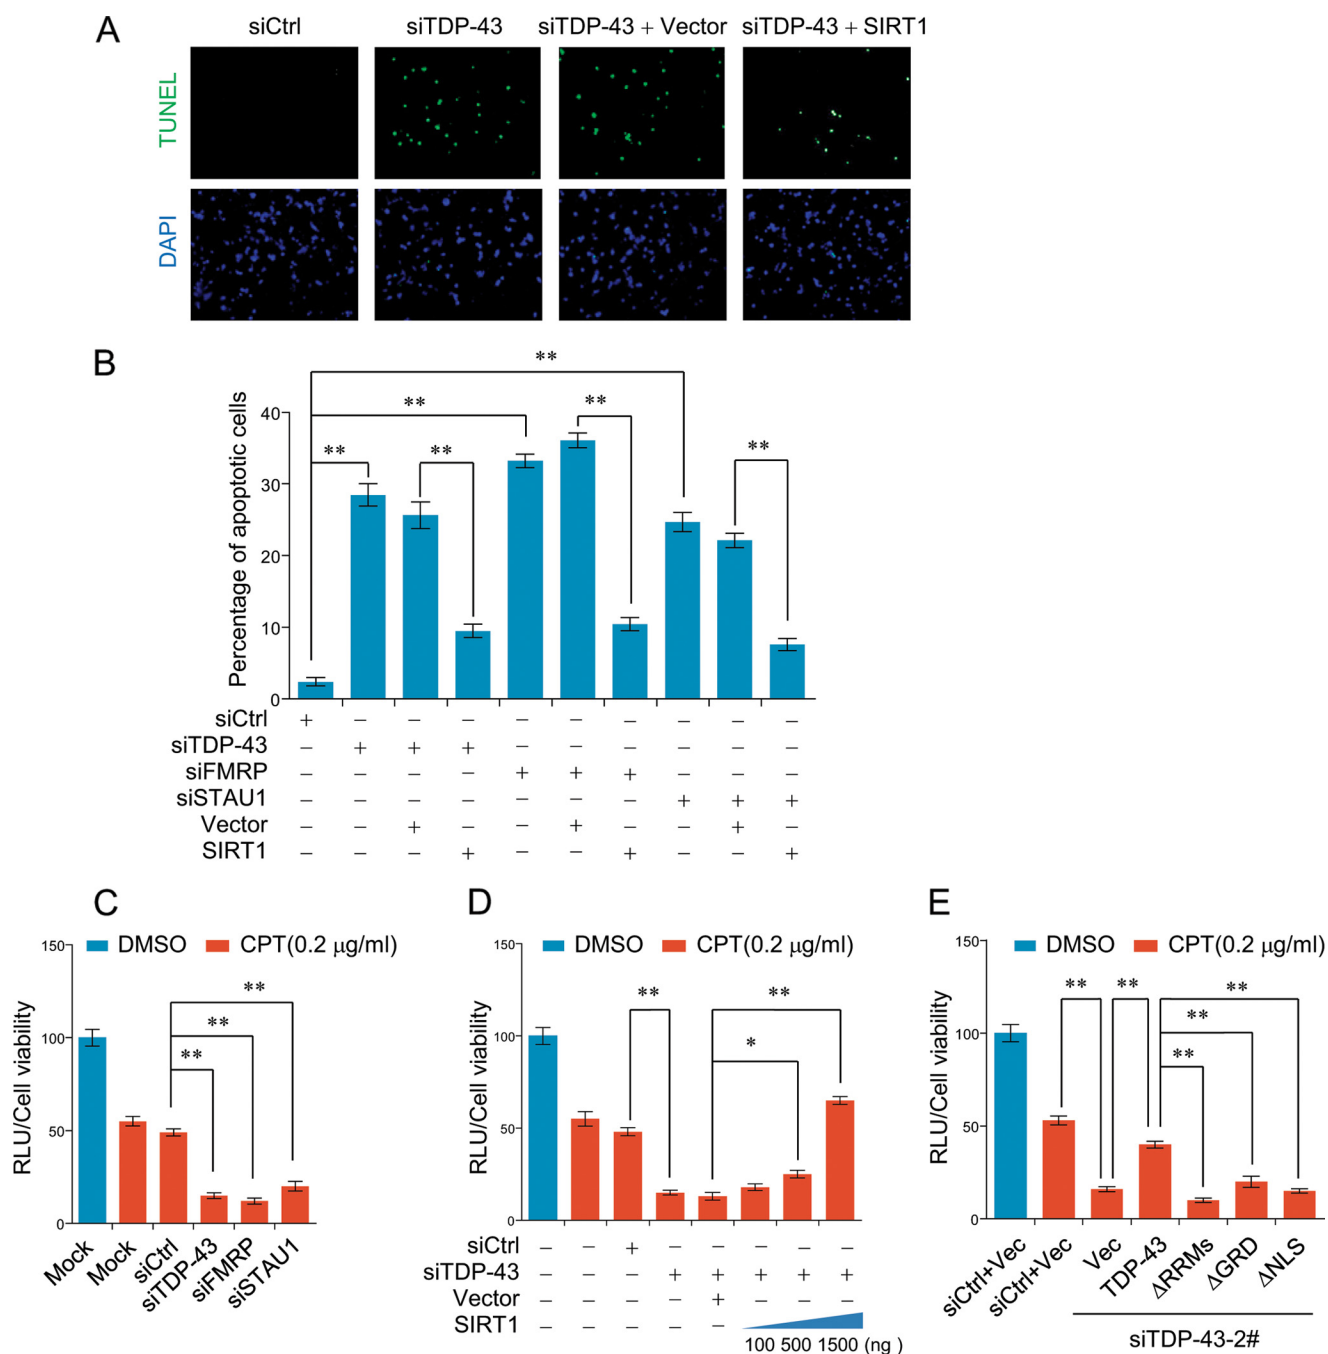 A
siCtrl siTDP-43 siTDP-43 + Vector siTDP-43 + SIRT1
TUNEL
DAPI
B
Percentage of apoptotic cells
40
30
20
10
0
** ** ** ** ** ** **
siCtrl + − − − − − − − − −
siTDP-43 − + + + − − − − − −
siFMRP − − − − + + + − − −
siSTAU1 − − − − − − − + + +
Vector − − + − − + − − + −
SIRT1 − − − + − − + − − +
C
DMSO CPT(0.2 μg/ml)
RLU/Cell viability
150
100
50
0
**
**
**
Mock Mock siCtrl siTDP-43 siFMRP siSTAU1
D
DMSO CPT(0.2 μg/ml)
RLU/Cell viability
150
100
50
0
** **
*
siCtrl − − + − − − − −
siTDP-43 − − − + + + + +
Vector − − − − + − − −
SIRT1 − − − − −
100 500 1500 (ng)
E
DMSO CPT(0.2 μg/ml)
RLU/Cell viability
150
100
50
0
** ** **
**
**
siCtrl+Vec siCtrl+Vec Vec TDP-43 ΔRRMs ΔGRD ΔNLS
siTDP-43-2#